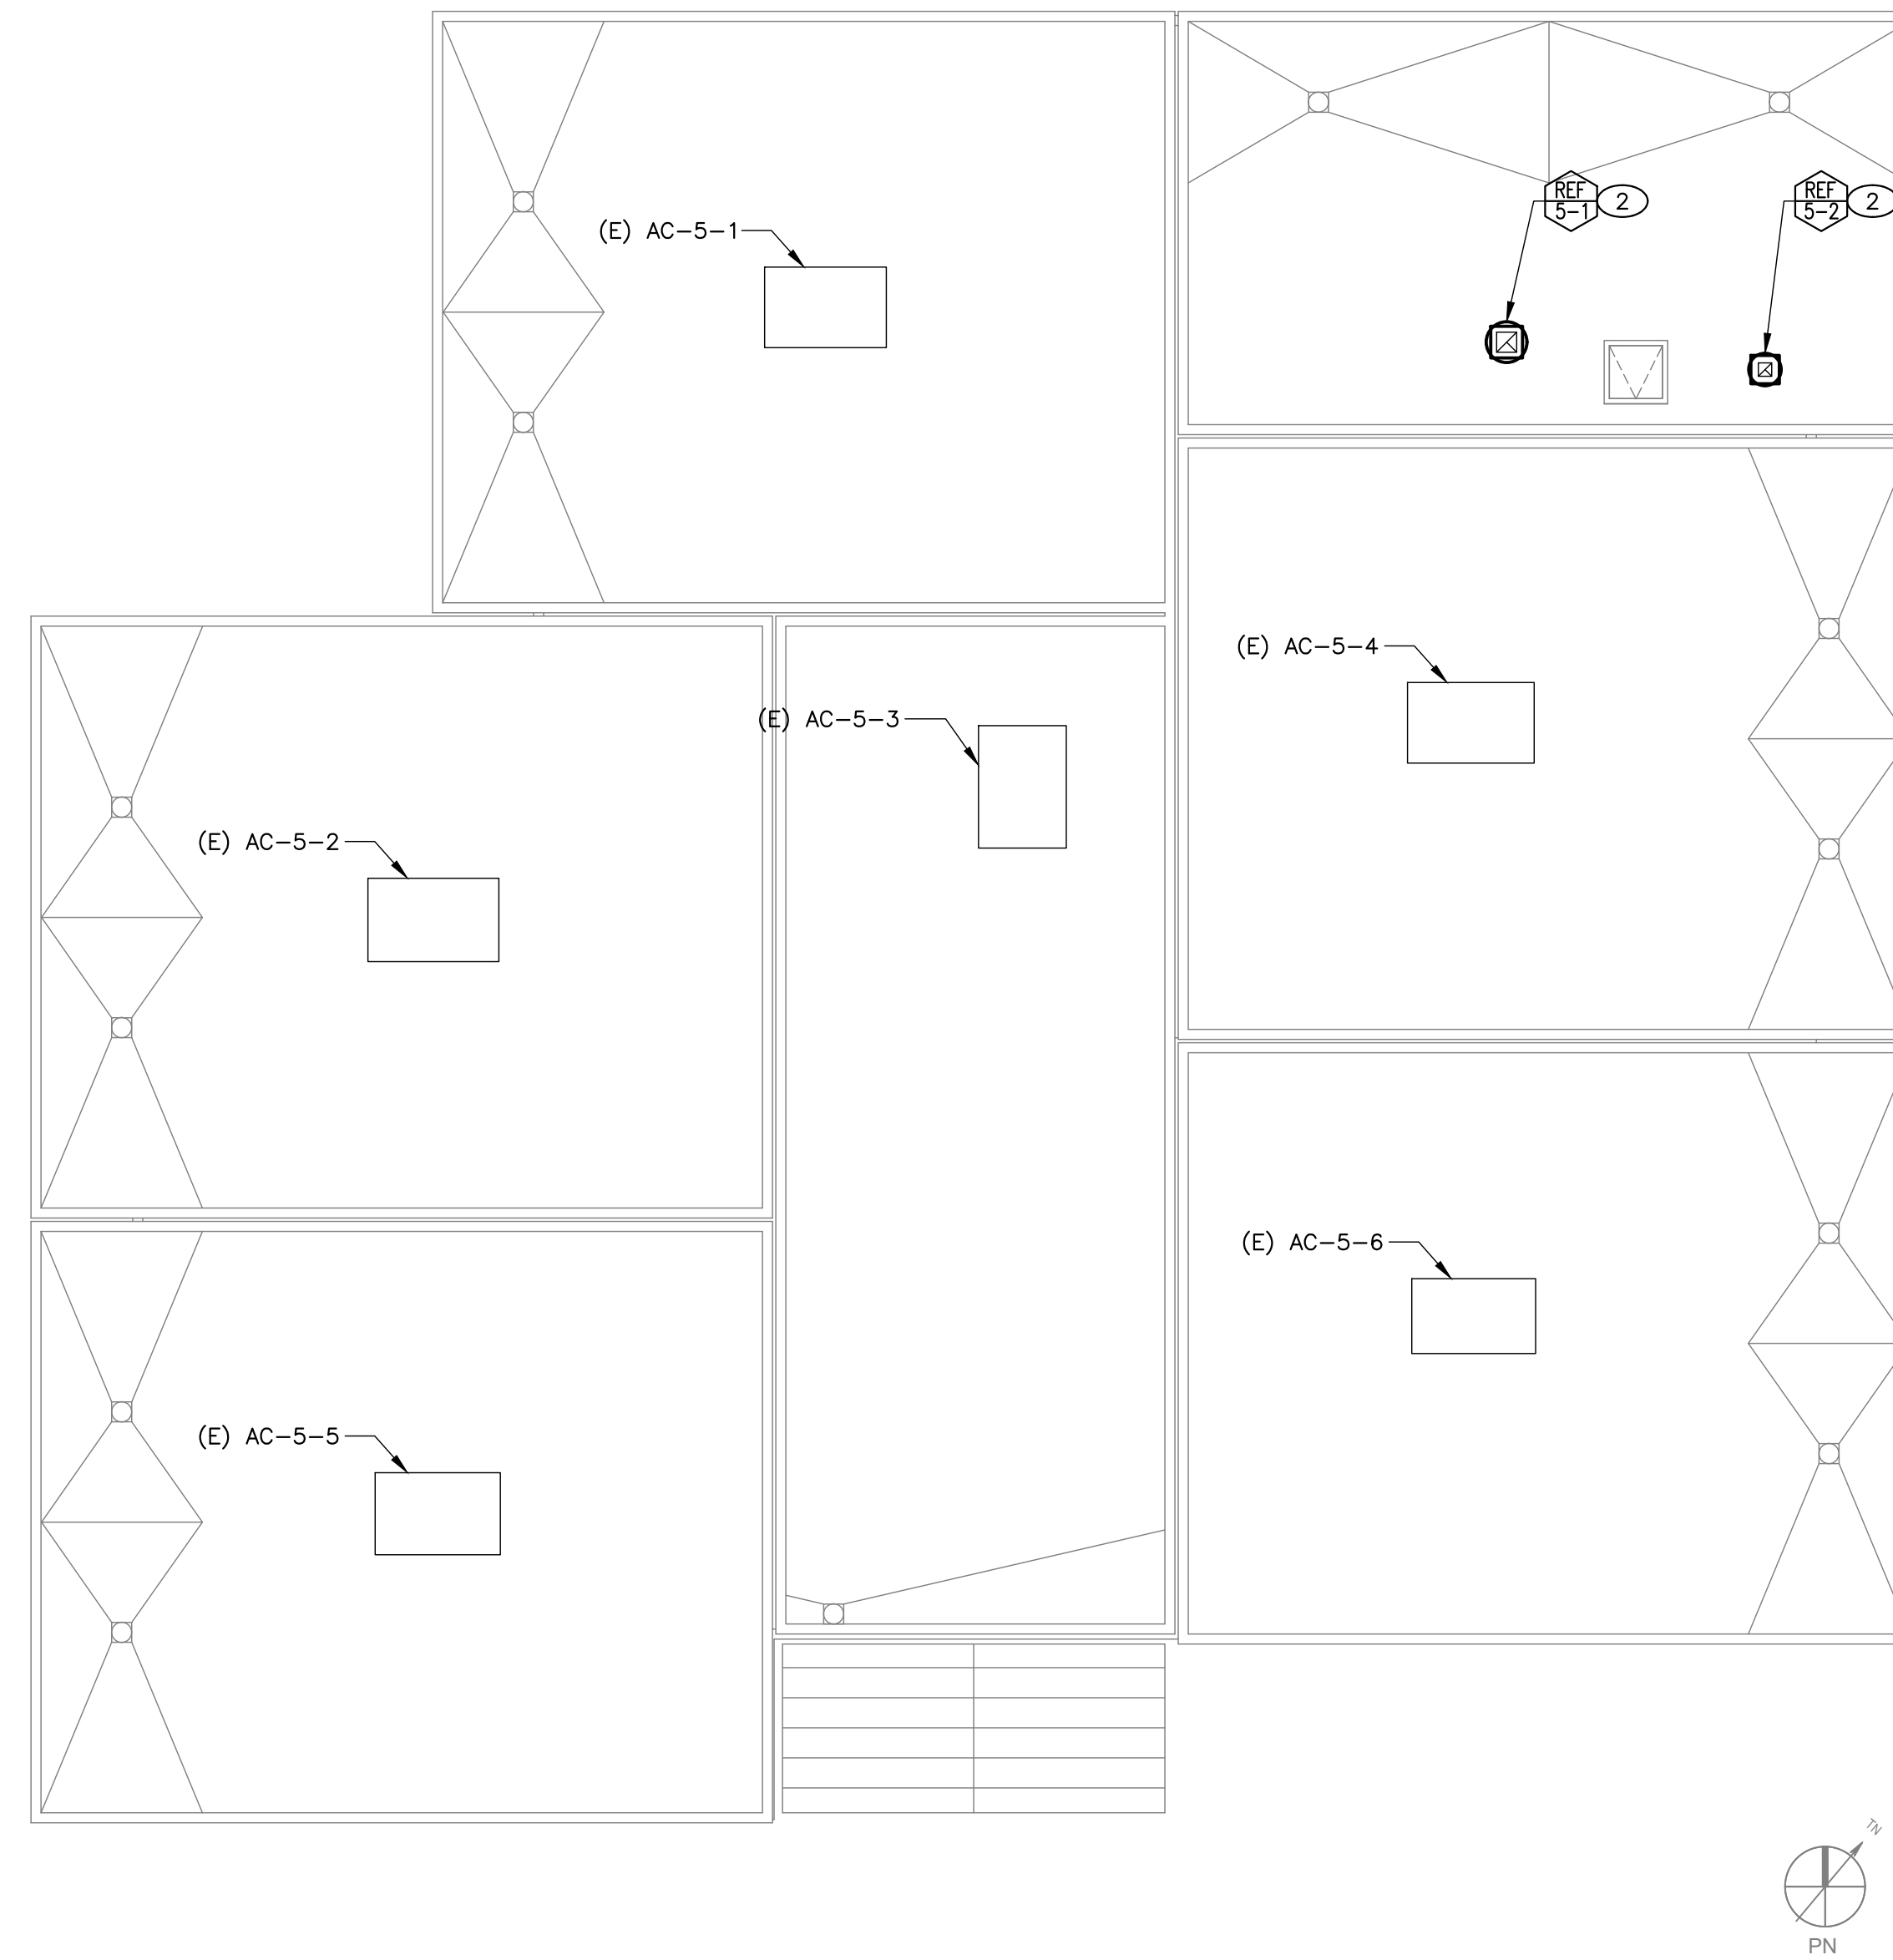 REF
5-1
2
REF
5-2
2
(E) AC-5-1
(E) AC-5-4
(E) AC-5-3
(E) AC-5-2
(E) AC-5-6
(E) AC-5-5
TN
PN